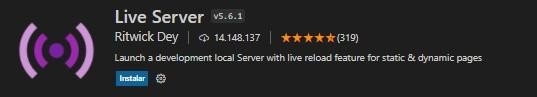 Live Server v5.6.1
Ritwick Dey | 14.148.137 | (319)
Launch a development local Server with live reload feature for static & dynamic pages
Instalar